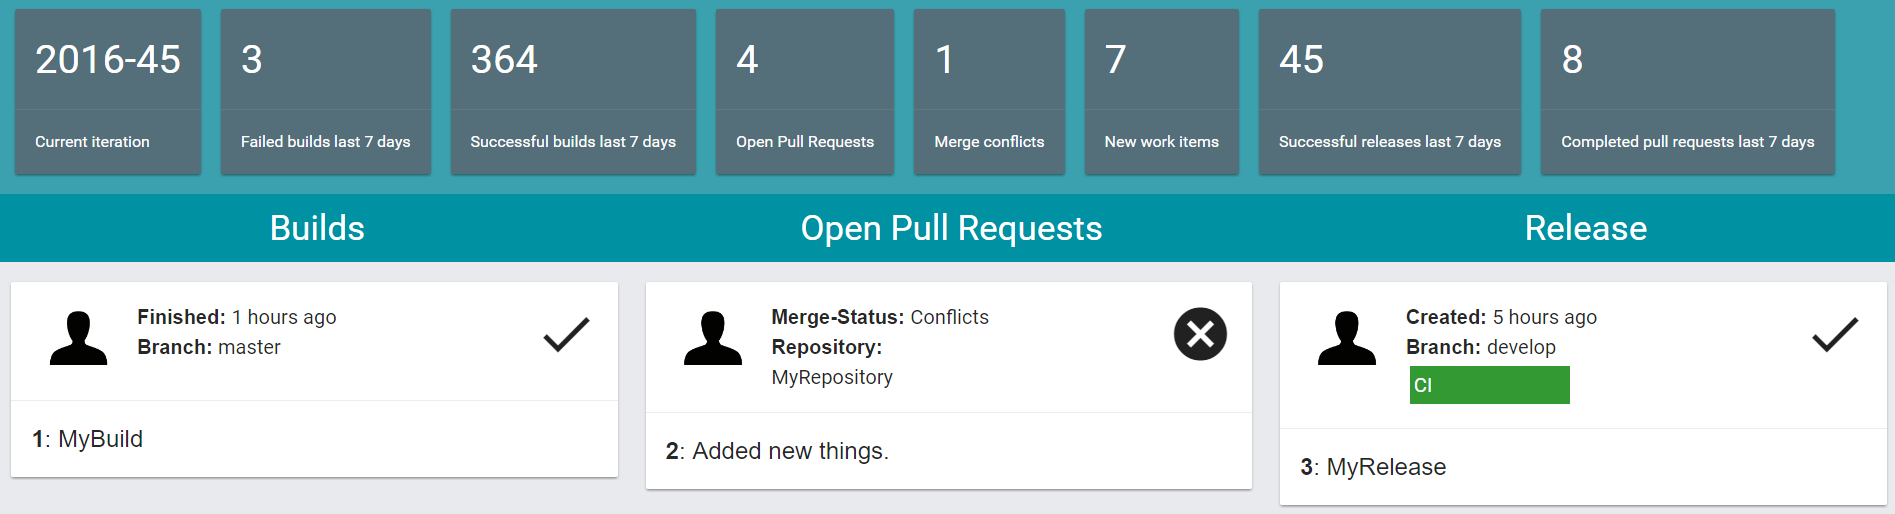 2016-45
Current iteration
3
Failed builds last 7 days
364
Successful builds last 7 days
4
Open Pull Requests
1
Merge conflicts
7
New work items
45
Successful releases last 7 days
8
Completed pull requests last 7 days
Builds
Open Pull Requests
Release
Finished: 1 hours ago
Branch: master
1: MyBuild
Merge-Status: Conflicts
Repository:
MyRepository
2: Added new things.
Created: 5 hours ago
Branch: develop
CI
3: MyRelease